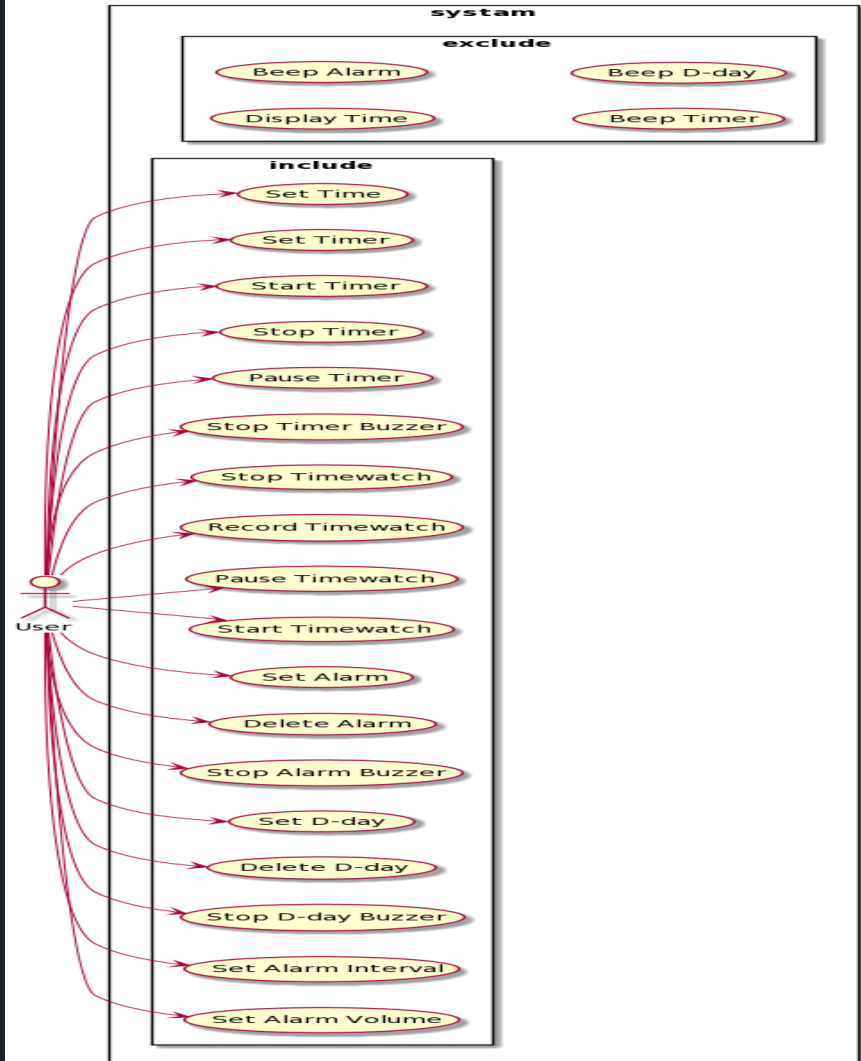 systam
exclude
Beep Alarm
Beep D-day
Display Time
Beep Timer
include
Set Time
Set Timer
Start Timer
Stop Timer
Pause Timer
Stop Timer Buzzer
Stop Timewatch
Record Timewatch
Pause Timewatch
Start Timewatch
User
Set Alarm
Delete Alarm
Stop Alarm Buzzer
Set D-day
Delete D-day
Stop D-day Buzzer
Set Alarm Interval
Set Alarm Volume